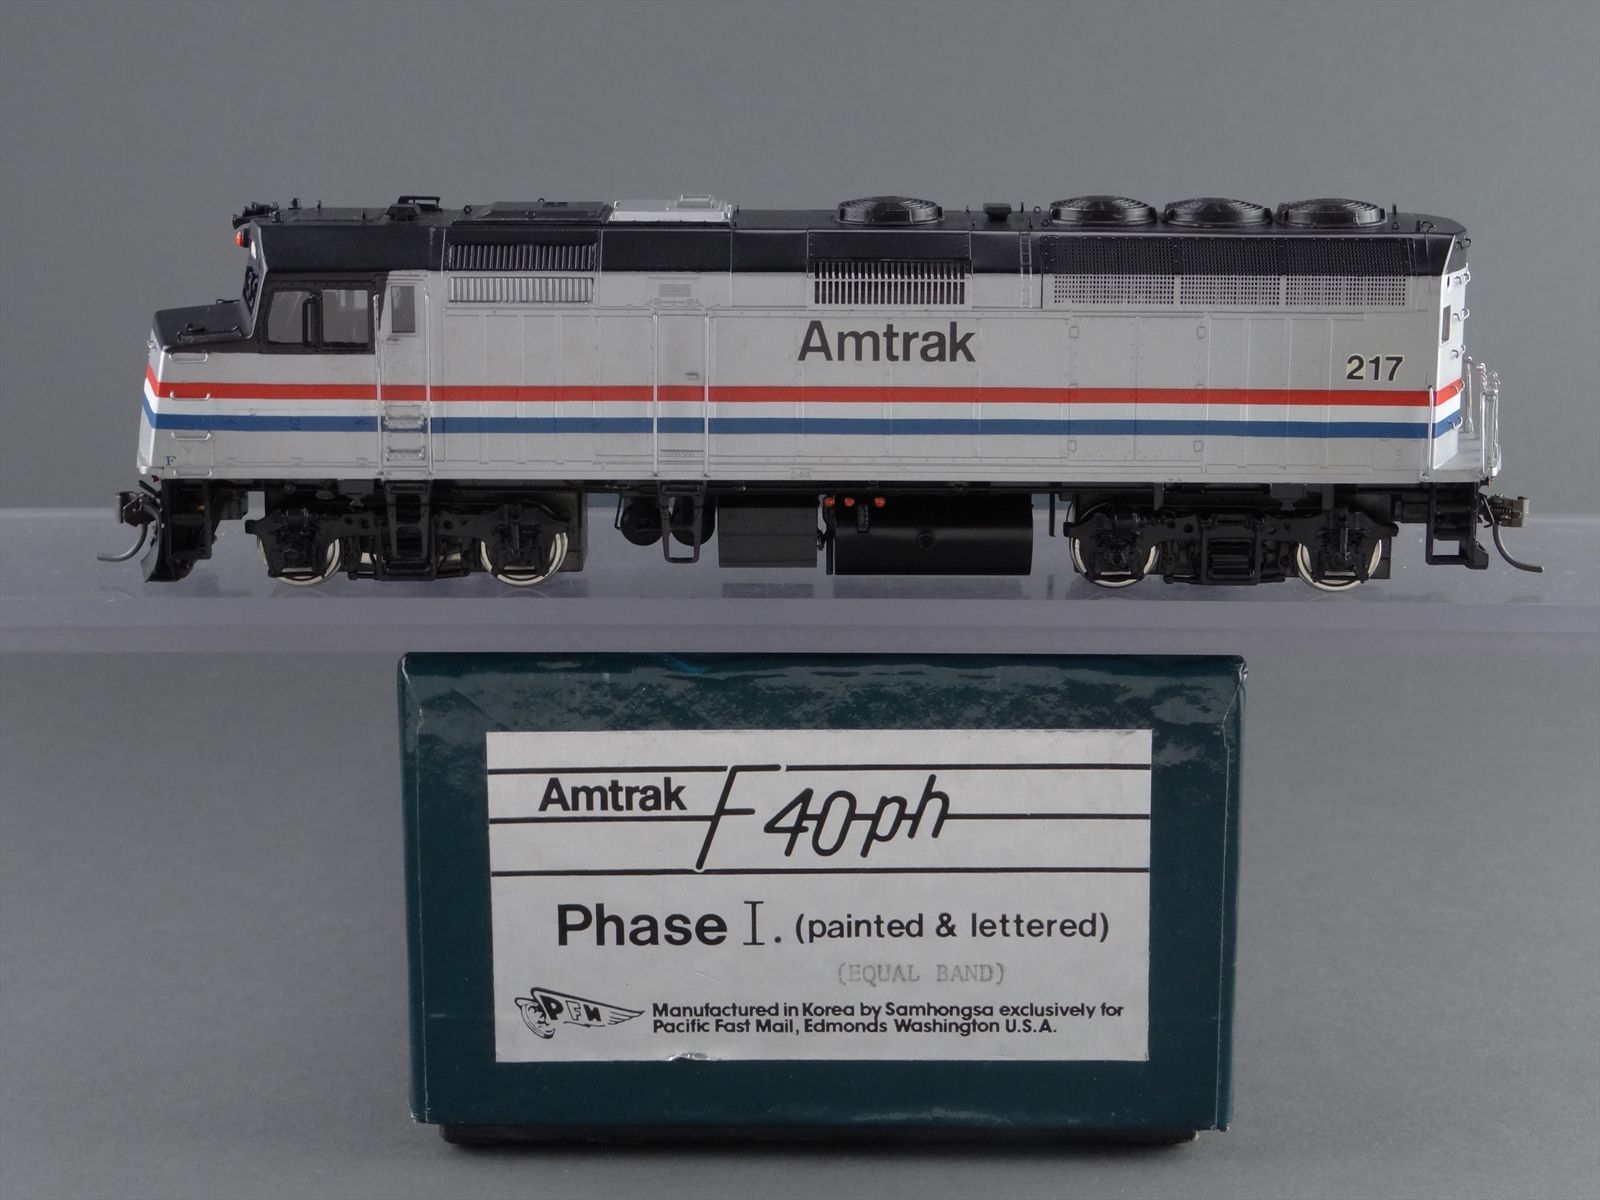 Amtrak
217
F
Amtrak F40ph
Phase I. (painted & lettered)
(EQUAL BAND)
PFM
Manufactured in Korea by Samhongsa exclusively for
Pacific Fast Mail, Edmonds Washington U.S.A.